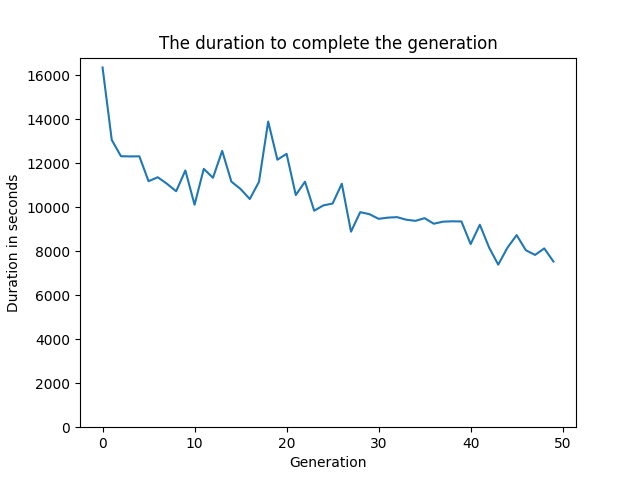 The duration to complete the generation
16000
14000
12000
10000
8000
6000
4000
2000
0
Duration in seconds
0 10 20 30 40 50
Generation